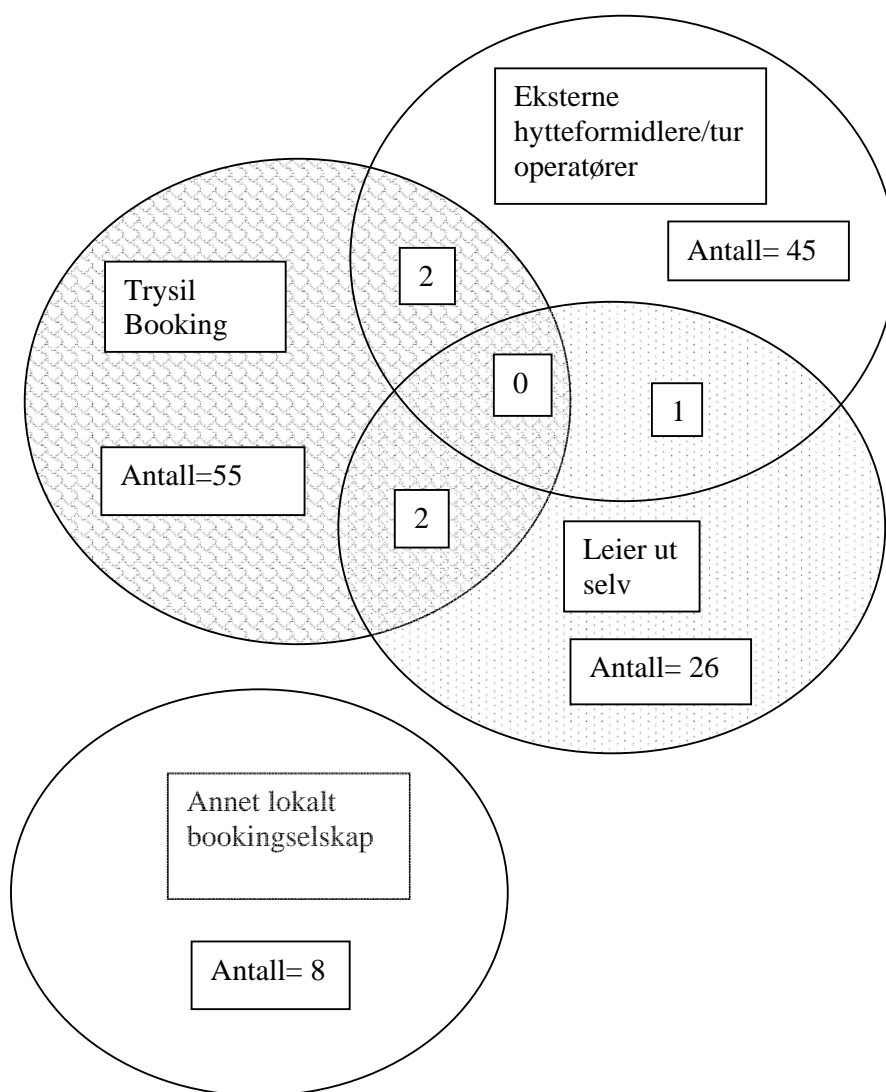 Eksterne
hytteformidlere/tur
operatører
Antall= 45
2
Trysil
Booking
0
1
Antall=55
2
Leier ut
selv
Antall= 26
Annet lokalt
bookingselskap
Antall= 8